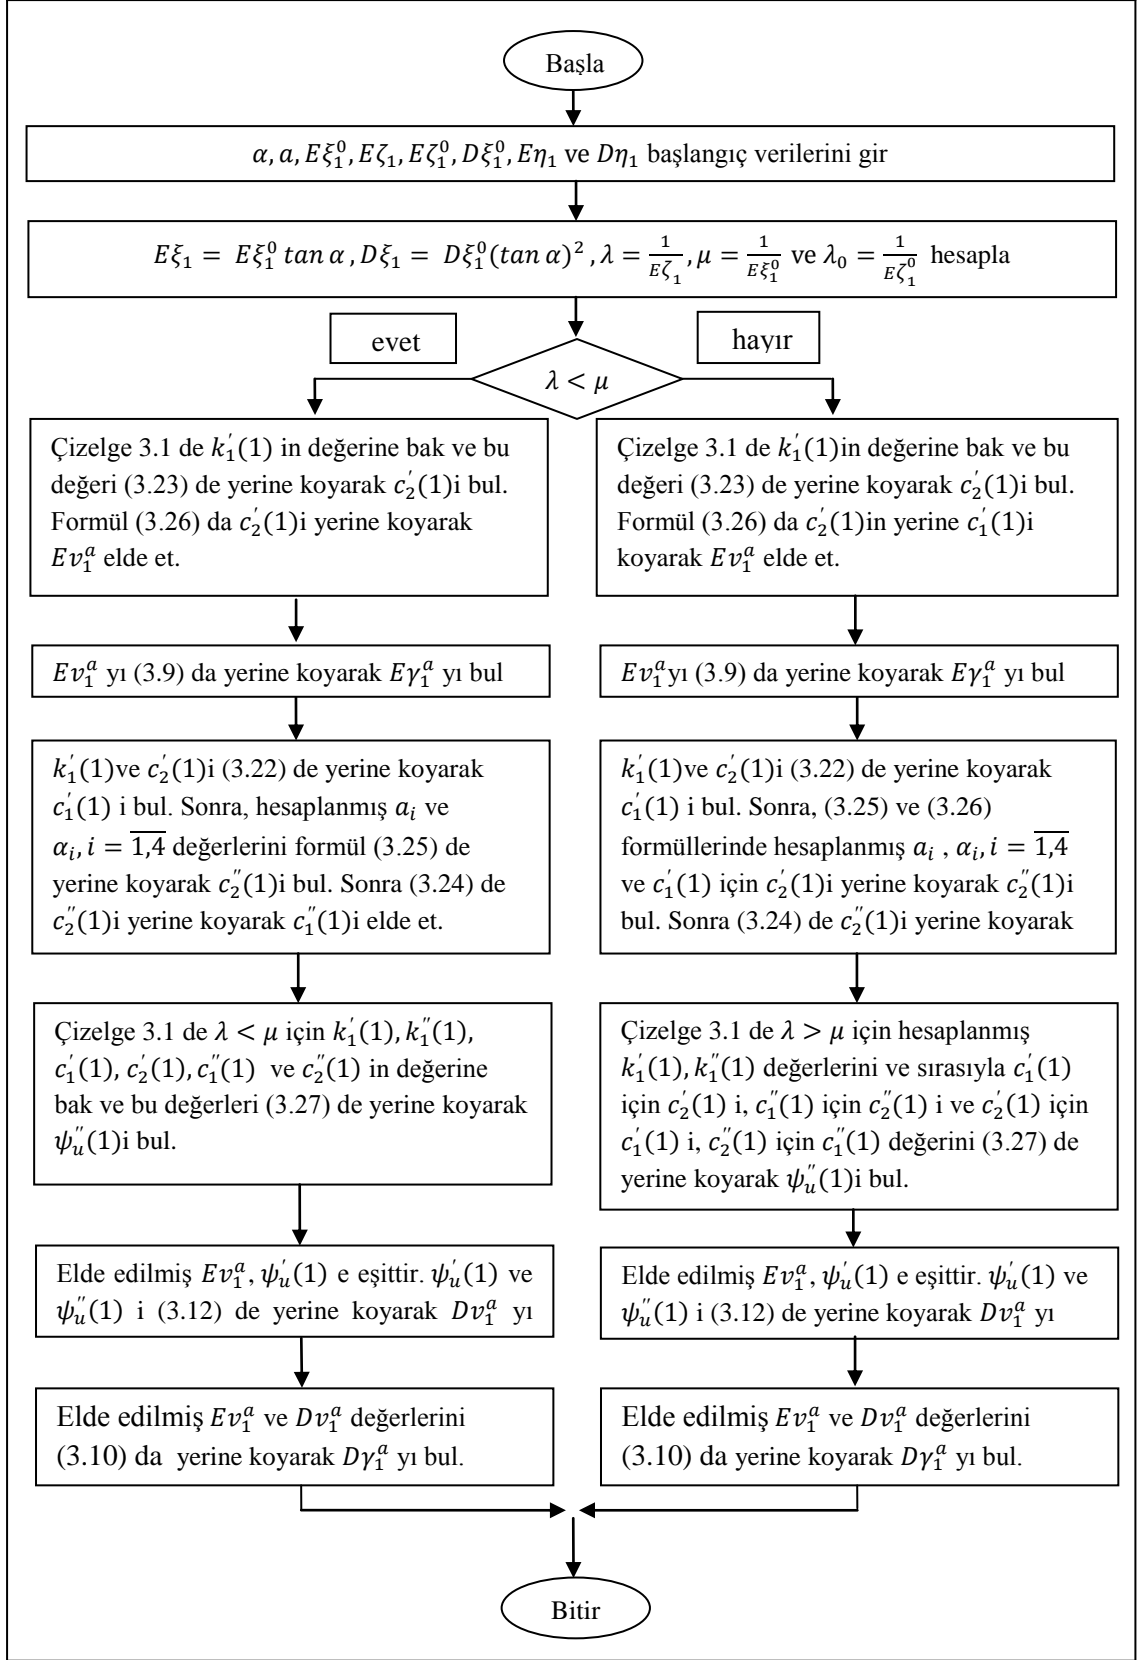 Başla
α, a, Eξ₁⁰, Eζ₁, Eζ₁⁰, Dξ₁⁰, Eη₁ ve Dη₁ başlangıç verilerini gir
Eξ₁ = Eξ₁⁰ tan α, Dξ₁ = Dξ₁⁰(tan α)², λ = 1/Eζ₁, μ = 1/Eξ₁⁰ ve λ₀ = 1/Eζ₁⁰ hesapla
evet
hayır
λ < μ
Çizelge 3.1 de k₁′(1) in değerine bak ve bu
değeri (3.23) de yerine koyarak c₂′(1)i bul.
Formül (3.26) da c₂′(1)i yerine koyarak
Ev₁ᵃ elde et.
Çizelge 3.1 de k₁′(1)in değerine bak ve bu
değeri (3.23) de yerine koyarak c₂′(1)i bul.
Formül (3.26) da c₂′(1)in yerine c₁′(1)i
koyarak Ev₁ᵃ elde et.
Ev₁ᵃ yı (3.9) da yerine koyarak Eγ₁ᵃ yı bul
Ev₁ᵃyı (3.9) da yerine koyarak Eγ₁ᵃ yı bul
k₁′(1)ve c₂′(1)i (3.22) de yerine koyarak
c₁′(1) i bul. Sonra, hesaplanmış aᵢ ve
αᵢ, i = 1,4 değerlerini formül (3.25) de
yerine koyarak c₂″(1)i bul. Sonra (3.24) de
c₂″(1)i yerine koyarak c₁″(1)i elde et.
k₁′(1)ve c₂′(1)i (3.22) de yerine koyarak
c₁′(1) i bul. Sonra, (3.25) ve (3.26)
formüllerinde hesaplanmış aᵢ , αᵢ, i = 1,4
ve c₁′(1) için c₂′(1)i yerine koyarak c₂″(1)i
bul. Sonra (3.24) de c₂″(1)i yerine koyarak
Çizelge 3.1 de λ < μ için k₁′(1), k₁″(1),
c₁′(1), c₂′(1), c₁″(1) ve c₂″(1) in değerine
bak ve bu değerleri (3.27) de yerine koyarak
ψᵤ″(1)i bul.
Çizelge 3.1 de λ > μ için hesaplanmış
k₁′(1), k₁″(1) değerlerini ve sırasıyla c₁′(1)
için c₂′(1) i, c₁″(1) için c₂″(1) i ve c₂′(1) için
c₁′(1) i, c₂″(1) için c₁″(1) değerini (3.27) de
yerine koyarak ψᵤ″(1)i bul.
Elde edilmiş Ev₁ᵃ, ψᵤ′(1) e eşittir. ψᵤ′(1) ve
ψᵤ″(1) i (3.12) de yerine koyarak Dv₁ᵃ yı
Elde edilmiş Ev₁ᵃ, ψᵤ′(1) e eşittir. ψᵤ′(1) ve
ψᵤ″(1) i (3.12) de yerine koyarak Dv₁ᵃ yı
Elde edilmiş Ev₁ᵃ ve Dv₁ᵃ değerlerini
(3.10) da yerine koyarak Dγ₁ᵃ yı bul.
Elde edilmiş Ev₁ᵃ ve Dv₁ᵃ değerlerini
(3.10) da yerine koyarak Dγ₁ᵃ yı bul.
Bitir